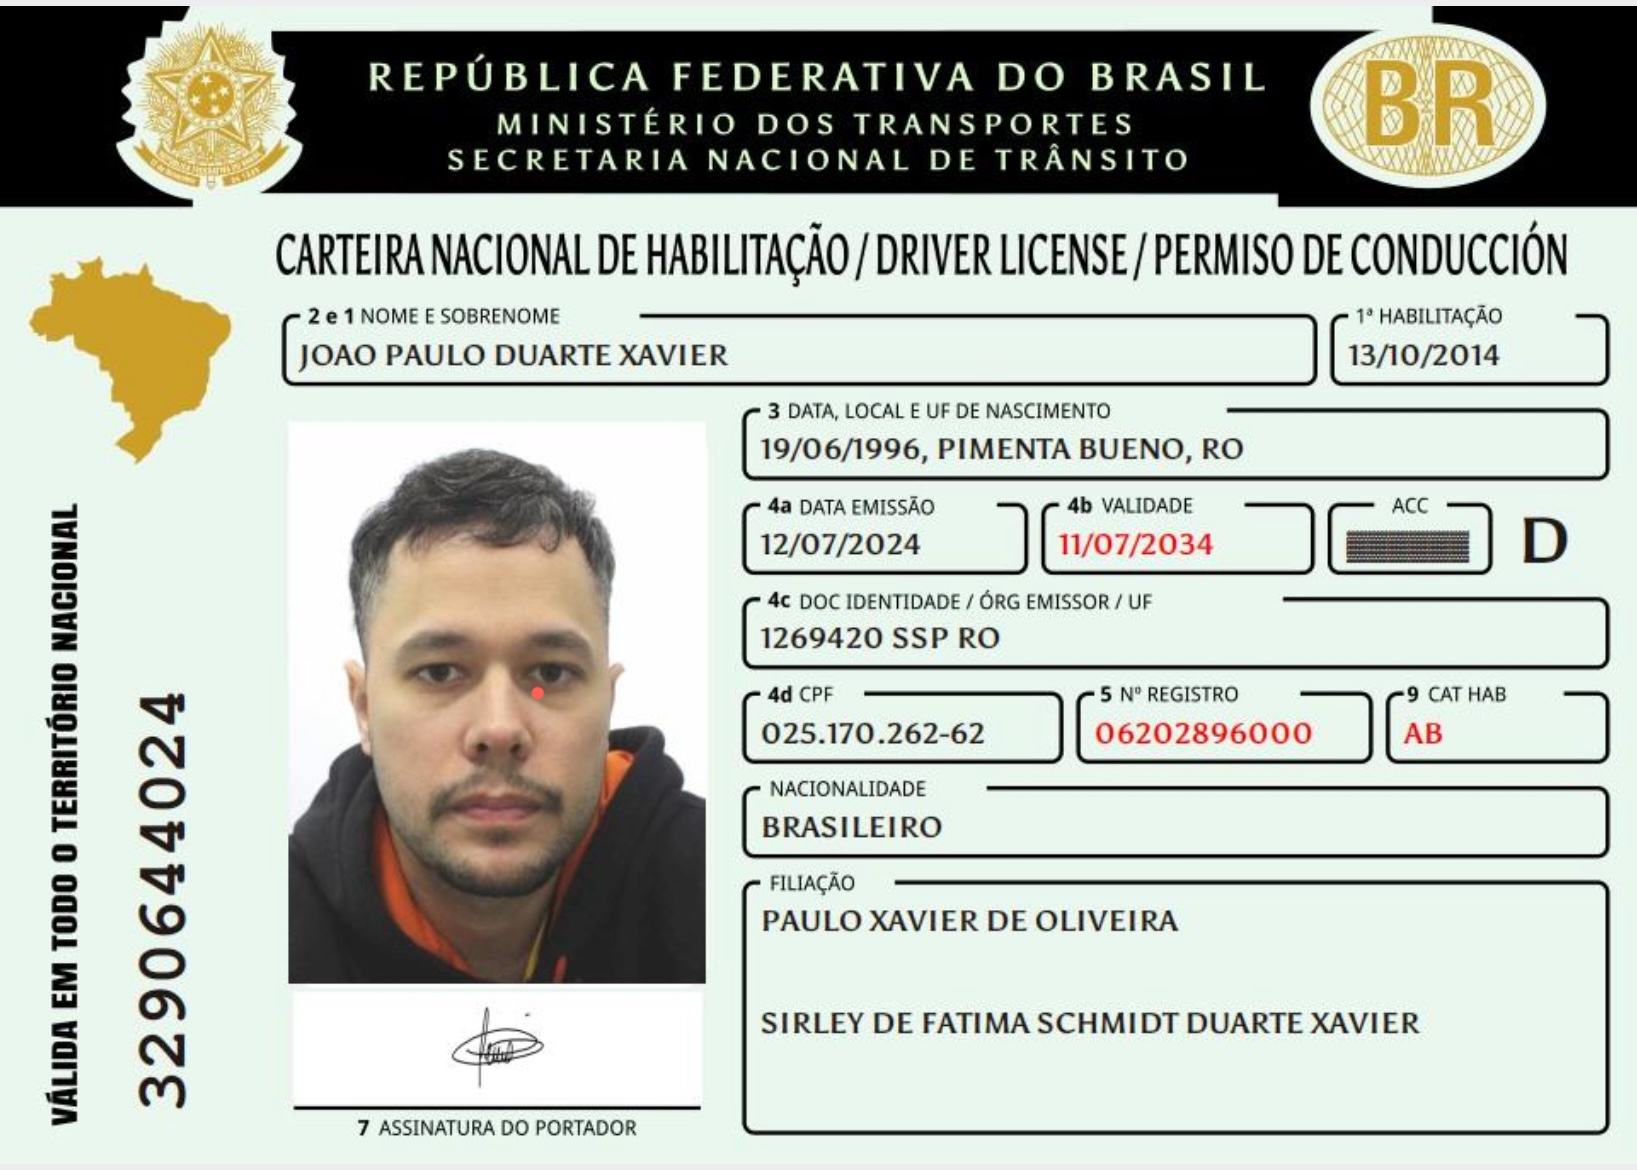 REPÚBLICA FEDERATIVA DO BRASIL
MINISTÉRIO DOS TRANSPORTES
SECRETARIA NACIONAL DE TRÂNSITO
BR
CARTEIRA NACIONAL DE HABILITAÇÃO / DRIVER LICENSE / PERMISO DE CONDUCCIÓN
2 e 1 NOME E SOBRENOME
JOAO PAULO DUARTE XAVIER
1ª HABILITAÇÃO
13/10/2014
3 DATA, LOCAL E UF DE NASCIMENTO
19/06/1996, PIMENTA BUENO, RO
4a DATA EMISSÃO
12/07/2024
4b VALIDADE
11/07/2034
ACC
D
4c DOC IDENTIDADE / ÓRG EMISSOR / UF
1269420 SSP RO
4d CPF
025.170.262-62
5 Nº REGISTRO
06202896000
9 CAT HAB
AB
NACIONALIDADE
BRASILEIRO
FILIAÇÃO
PAULO XAVIER DE OLIVEIRA
SIRLEY DE FATIMA SCHMIDT DUARTE XAVIER
7 ASSINATURA DO PORTADOR
VÁLIDA EM TODO O TERRITÓRIO NACIONAL
3290644024